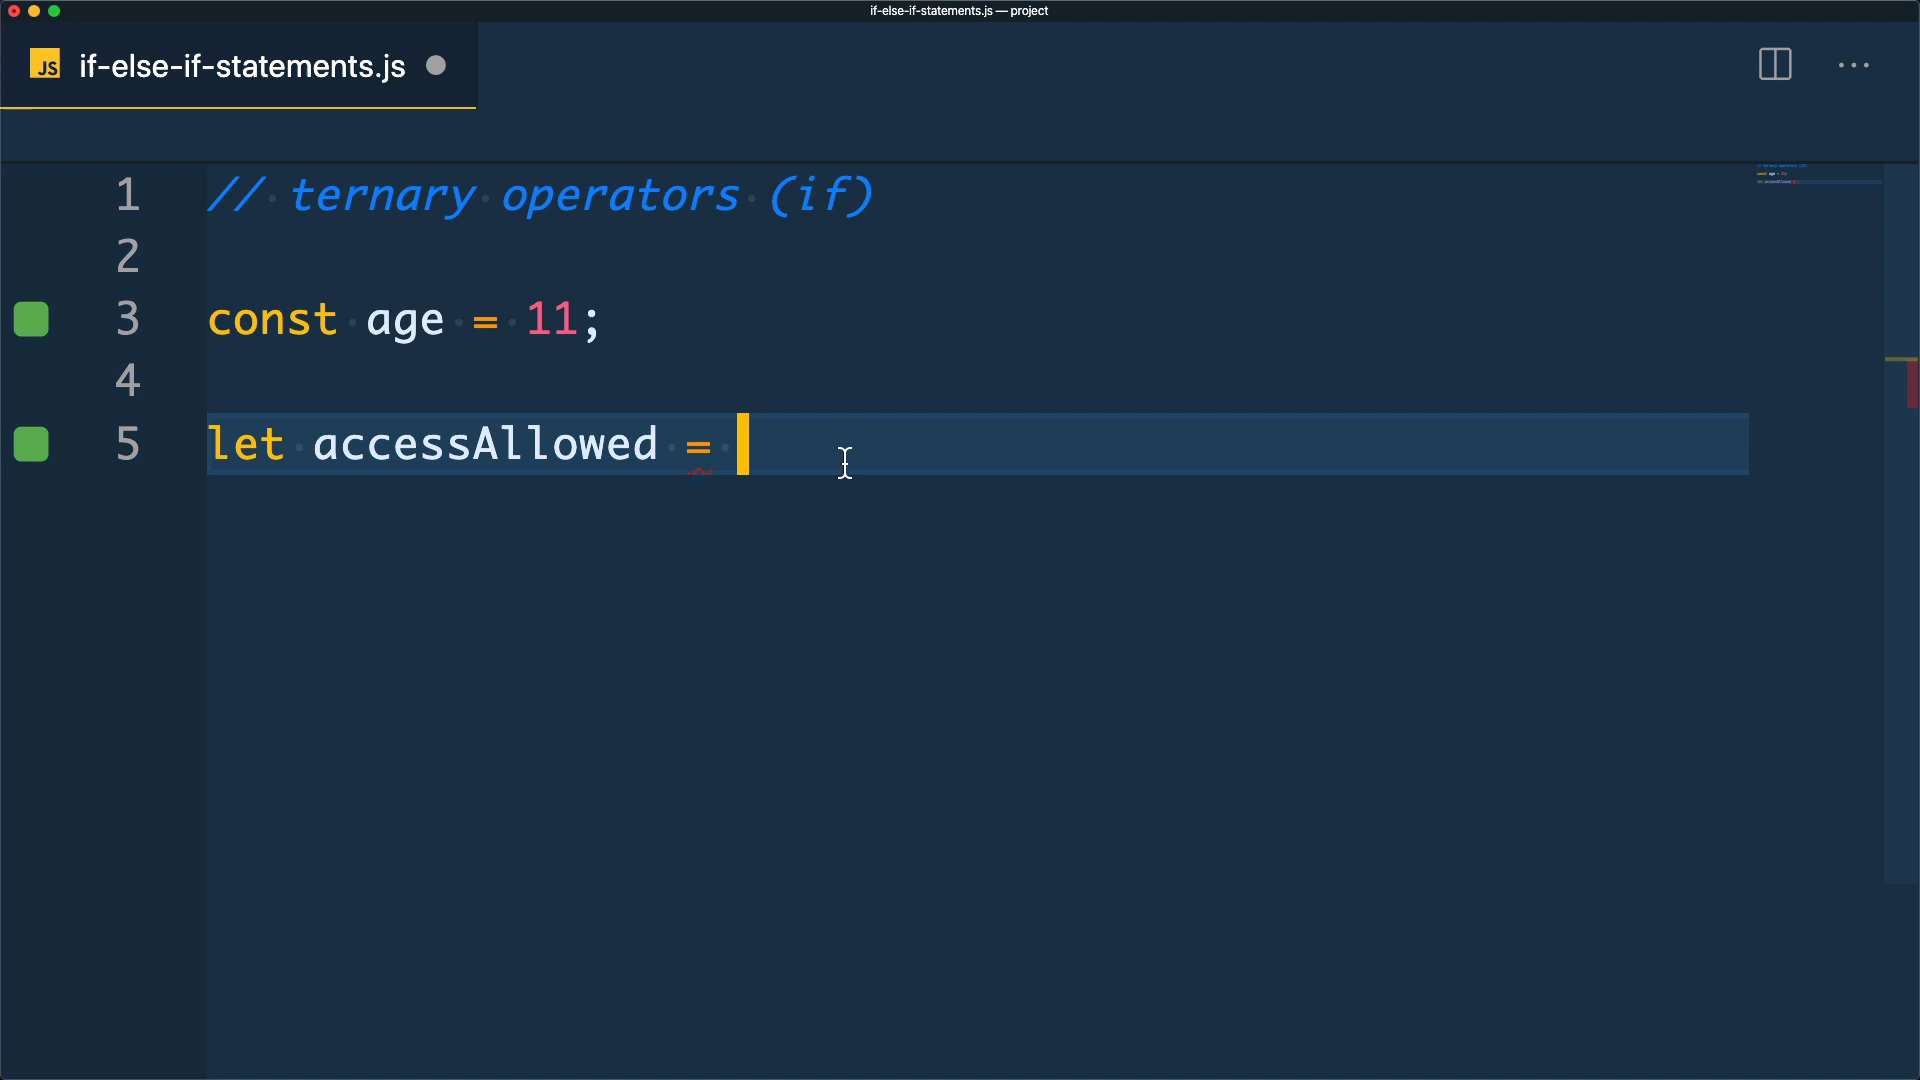 if-else-if-statements.js — project
JS if-else-if-statements.js
1 // ternary operators (if)
2
3 const age = 11;
4
5 let accessAllowed =